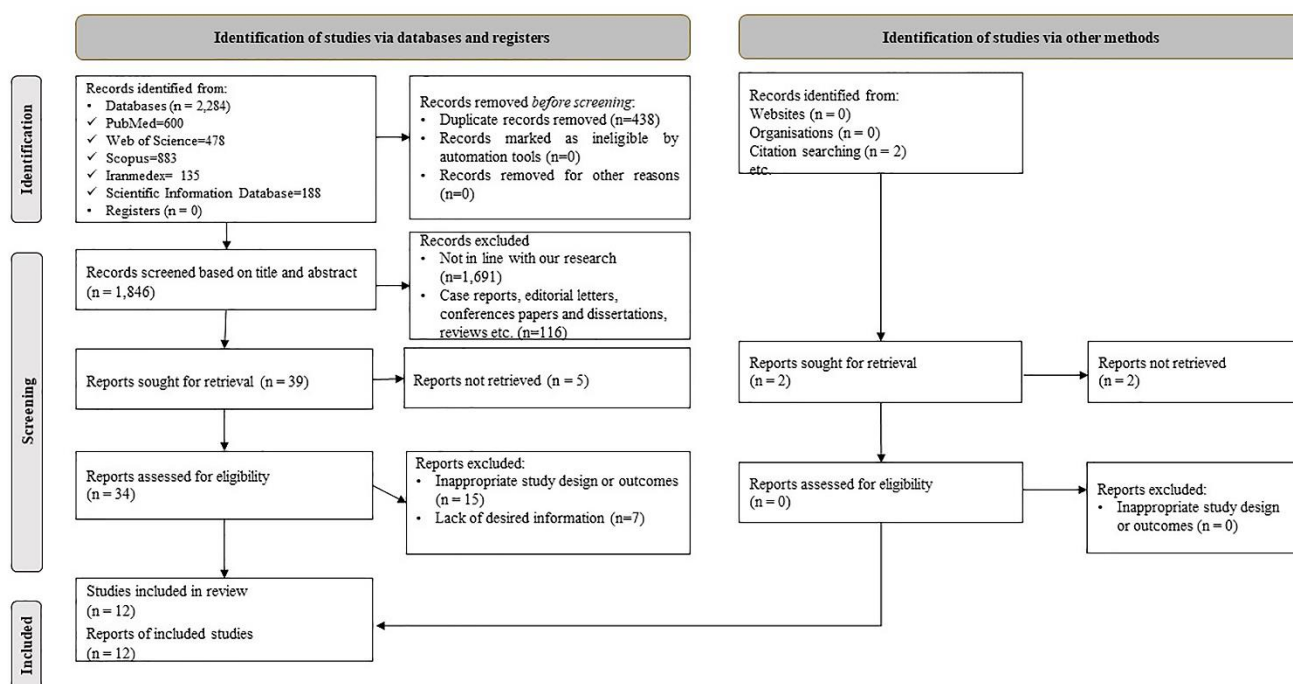 Identification of studies via databases and registers
Identification of studies via other methods
Identification
Records identified from:
• Databases (n = 2,284)
✓ PubMed=600
✓ Web of Science=478
✓ Scopus=883
✓ Iranmedex= 135
✓ Scientific Information Database=188
• Registers (n = 0)
Records removed before screening:
• Duplicate records removed (n=438)
• Records marked as ineligible by
automation tools (n=0)
• Records removed for other reasons
(n=0)
Records identified from:
Websites (n = 0)
Organisations (n = 0)
Citation searching (n = 2)
etc.
Screening
Records screened based on title and abstract
(n = 1,846)
Records excluded
• Not in line with our research
(n=1,691)
• Case reports, editorial letters,
conferences papers and dissertations,
reviews etc. (n=116)
Reports sought for retrieval (n = 39)
Reports not retrieved (n = 5)
Reports sought for retrieval
(n = 2)
Reports not retrieved
(n = 2)
Reports assessed for eligibility
(n = 34)
Reports excluded:
• Inappropriate study design or outcomes
(n = 15)
• Lack of desired information (n=7)
Reports assessed for eligibility
(n = 0)
Reports excluded:
• Inappropriate study design
or outcomes (n = 0)
Included
Studies included in review
(n = 12)
Reports of included studies
(n = 12)